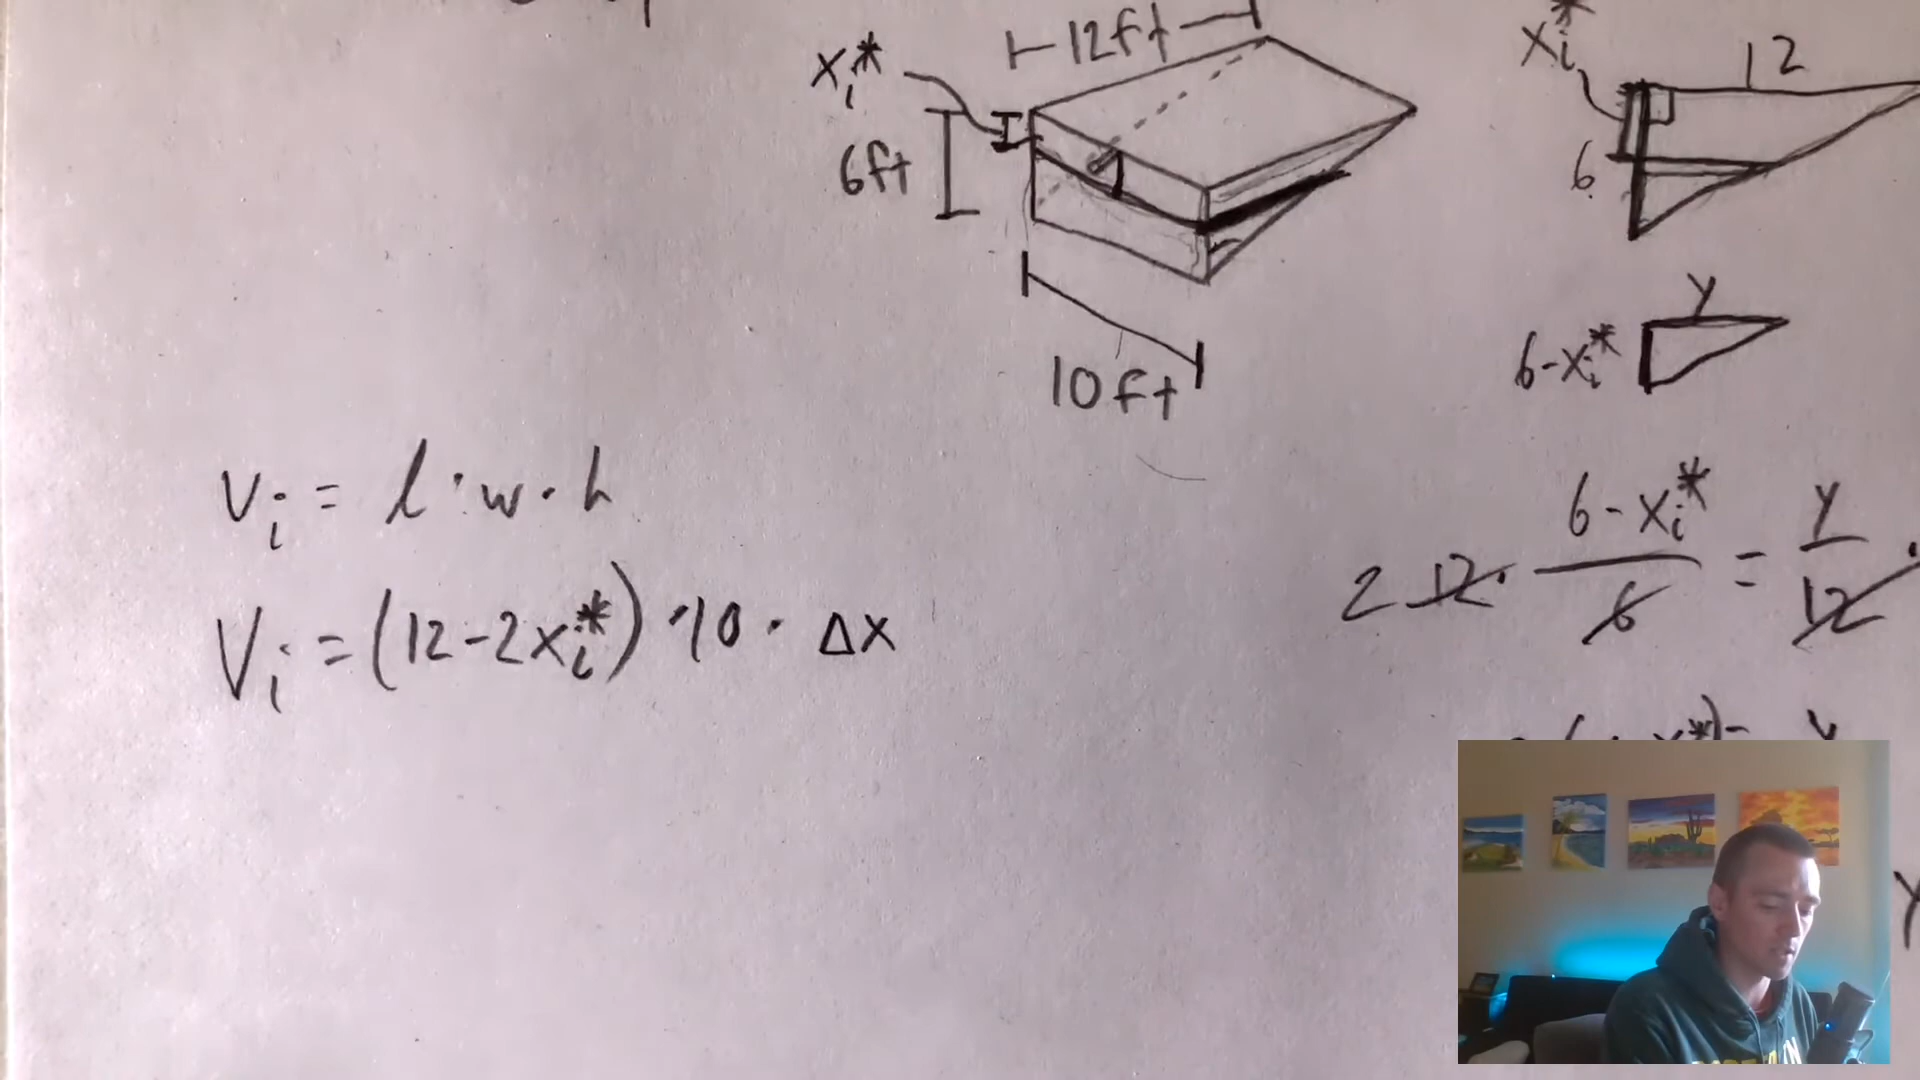 12ft
x_i^*
6ft
10ft
x_i^*
12
6
y
6-x_i^*
v_i = l · w · h
V_i = (12-2x_i^*) · 10 · Δx
2 12 · (6-x_i^*)/6 = y/12 ·
y